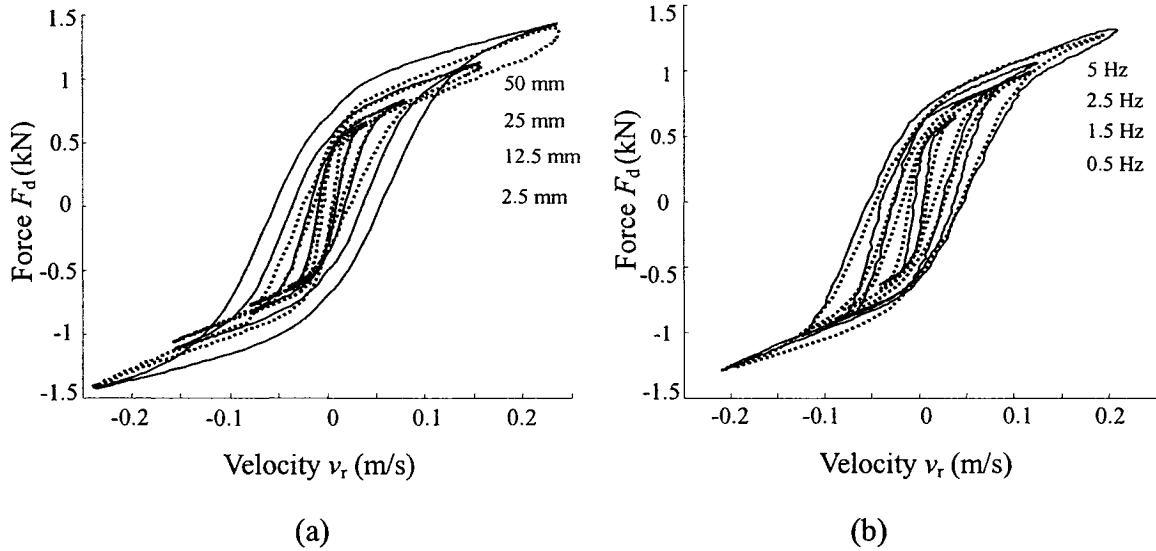 1.5
1
0.5
0
-0.5
-1
-1.5
Force F_d (kN)
50 mm
25 mm
12.5 mm
2.5 mm
-0.2 -0.1 0 0.1 0.2
Velocity v_r (m/s)
(a)
1.5
1
0.5
0
-0.5
-1
-1.5
Force F_d (kN)
5 Hz
2.5 Hz
1.5 Hz
0.5 Hz
-0.2 -0.1 0 0.1 0.2
Velocity v_r (m/s)
(b)